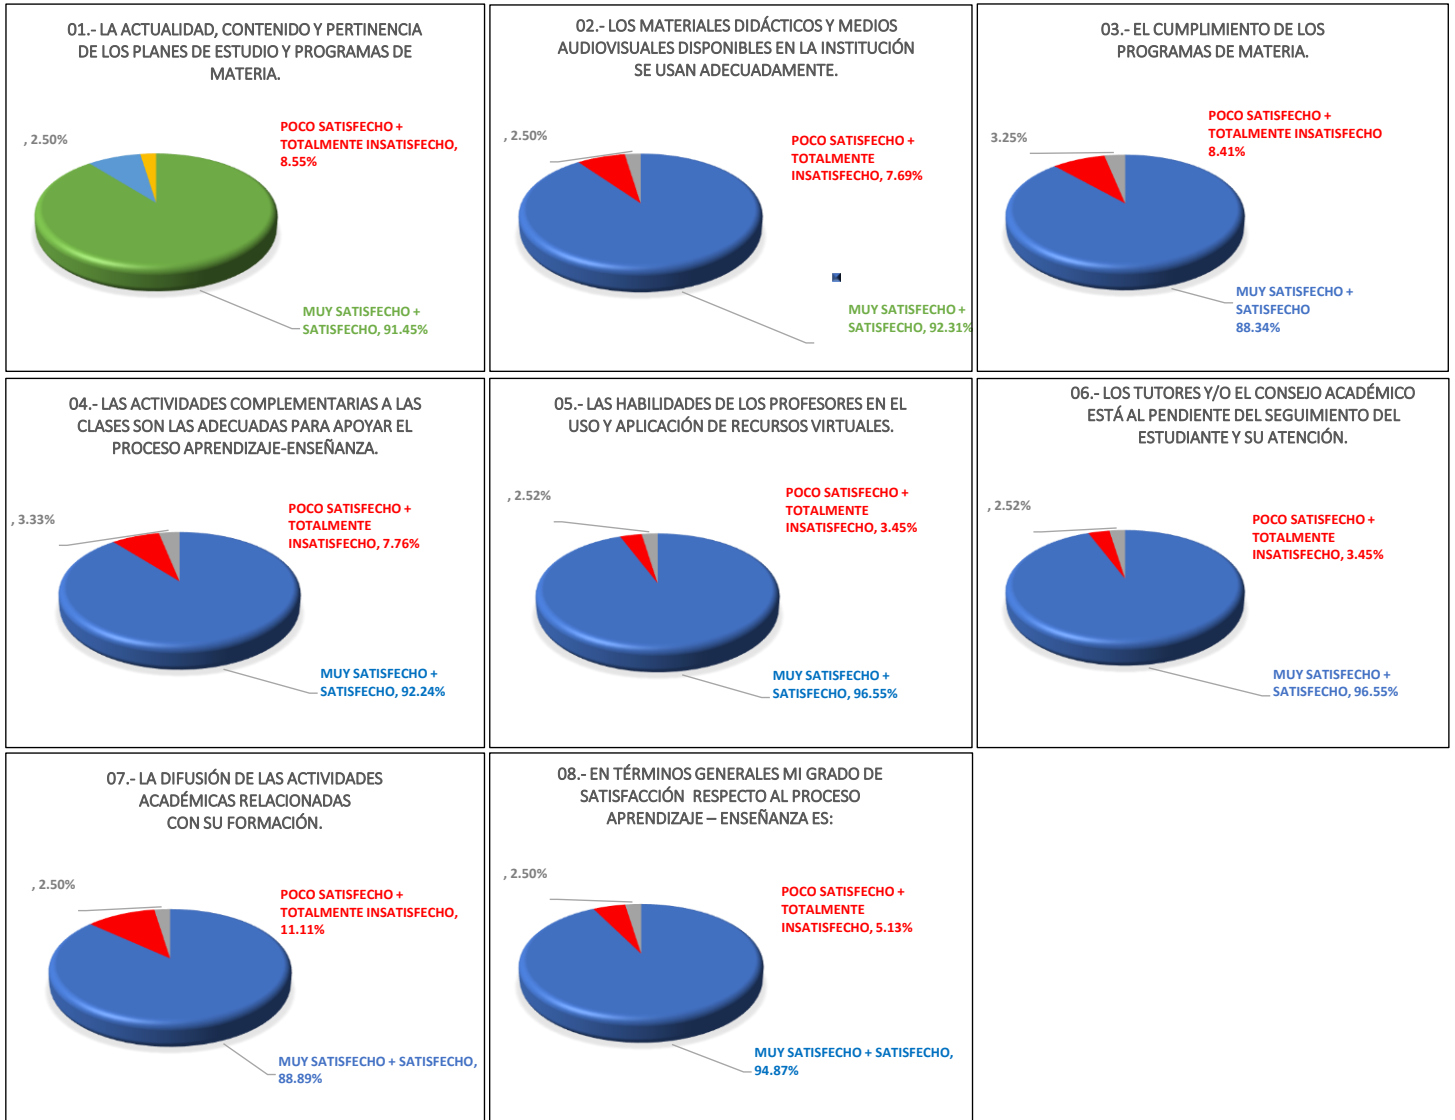 01.- LA ACTUALIDAD, CONTENIDO Y PERTINENCIA
DE LOS PLANES DE ESTUDIO Y PROGRAMAS DE
MATERIA.
, 2.50%
POCO SATISFECHO +
TOTALMENTE INSATISFECHO,
8.55%
MUY SATISFECHO +
SATISFECHO, 91.45%
02.- LOS MATERIALES DIDÁCTICOS Y MEDIOS
AUDIOVISUALES DISPONIBLES EN LA INSTITUCIÓN
SE USAN ADECUADAMENTE.
, 2.50%
POCO SATISFECHO +
TOTALMENTE
INSATISFECHO, 7.69%
MUY SATISFECHO +
SATISFECHO, 92.31%
03.- EL CUMPLIMIENTO DE LOS
PROGRAMAS DE MATERIA.
3.25%
POCO SATISFECHO +
TOTALMENTE INSATISFECHO
8.41%
MUY SATISFECHO +
SATISFECHO
88.34%
04.- LAS ACTIVIDADES COMPLEMENTARIAS A LAS
CLASES SON LAS ADECUADAS PARA APOYAR EL
PROCESO APRENDIZAJE-ENSEÑANZA.
, 3.33%
POCO SATISFECHO +
TOTALMENTE
INSATISFECHO, 7.76%
MUY SATISFECHO +
SATISFECHO, 92.24%
05.- LAS HABILIDADES DE LOS PROFESORES EN EL
USO Y APLICACIÓN DE RECURSOS VIRTUALES.
, 2.52%
POCO SATISFECHO +
TOTALMENTE
INSATISFECHO, 3.45%
MUY SATISFECHO +
SATISFECHO, 96.55%
06.- LOS TUTORES Y/O EL CONSEJO ACADÉMICO
ESTÁ AL PENDIENTE DEL SEGUIMIENTO DEL
ESTUDIANTE Y SU ATENCIÓN.
, 2.52%
POCO SATISFECHO +
TOTALMENTE
INSATISFECHO, 3.45%
MUY SATISFECHO +
SATISFECHO, 96.55%
07.- LA DIFUSIÓN DE LAS ACTIVIDADES
ACADÉMICAS RELACIONADAS
CON SU FORMACIÓN.
, 2.50%
POCO SATISFECHO +
TOTALMENTE INSATISFECHO,
11.11%
MUY SATISFECHO + SATISFECHO,
88.89%
08.- EN TÉRMINOS GENERALES MI GRADO DE
SATISFACCIÓN RESPECTO AL PROCESO
APRENDIZAJE – ENSEÑANZA ES:
, 2.50%
POCO SATISFECHO +
TOTALMENTE
INSATISFECHO, 5.13%
MUY SATISFECHO + SATISFECHO,
94.87%